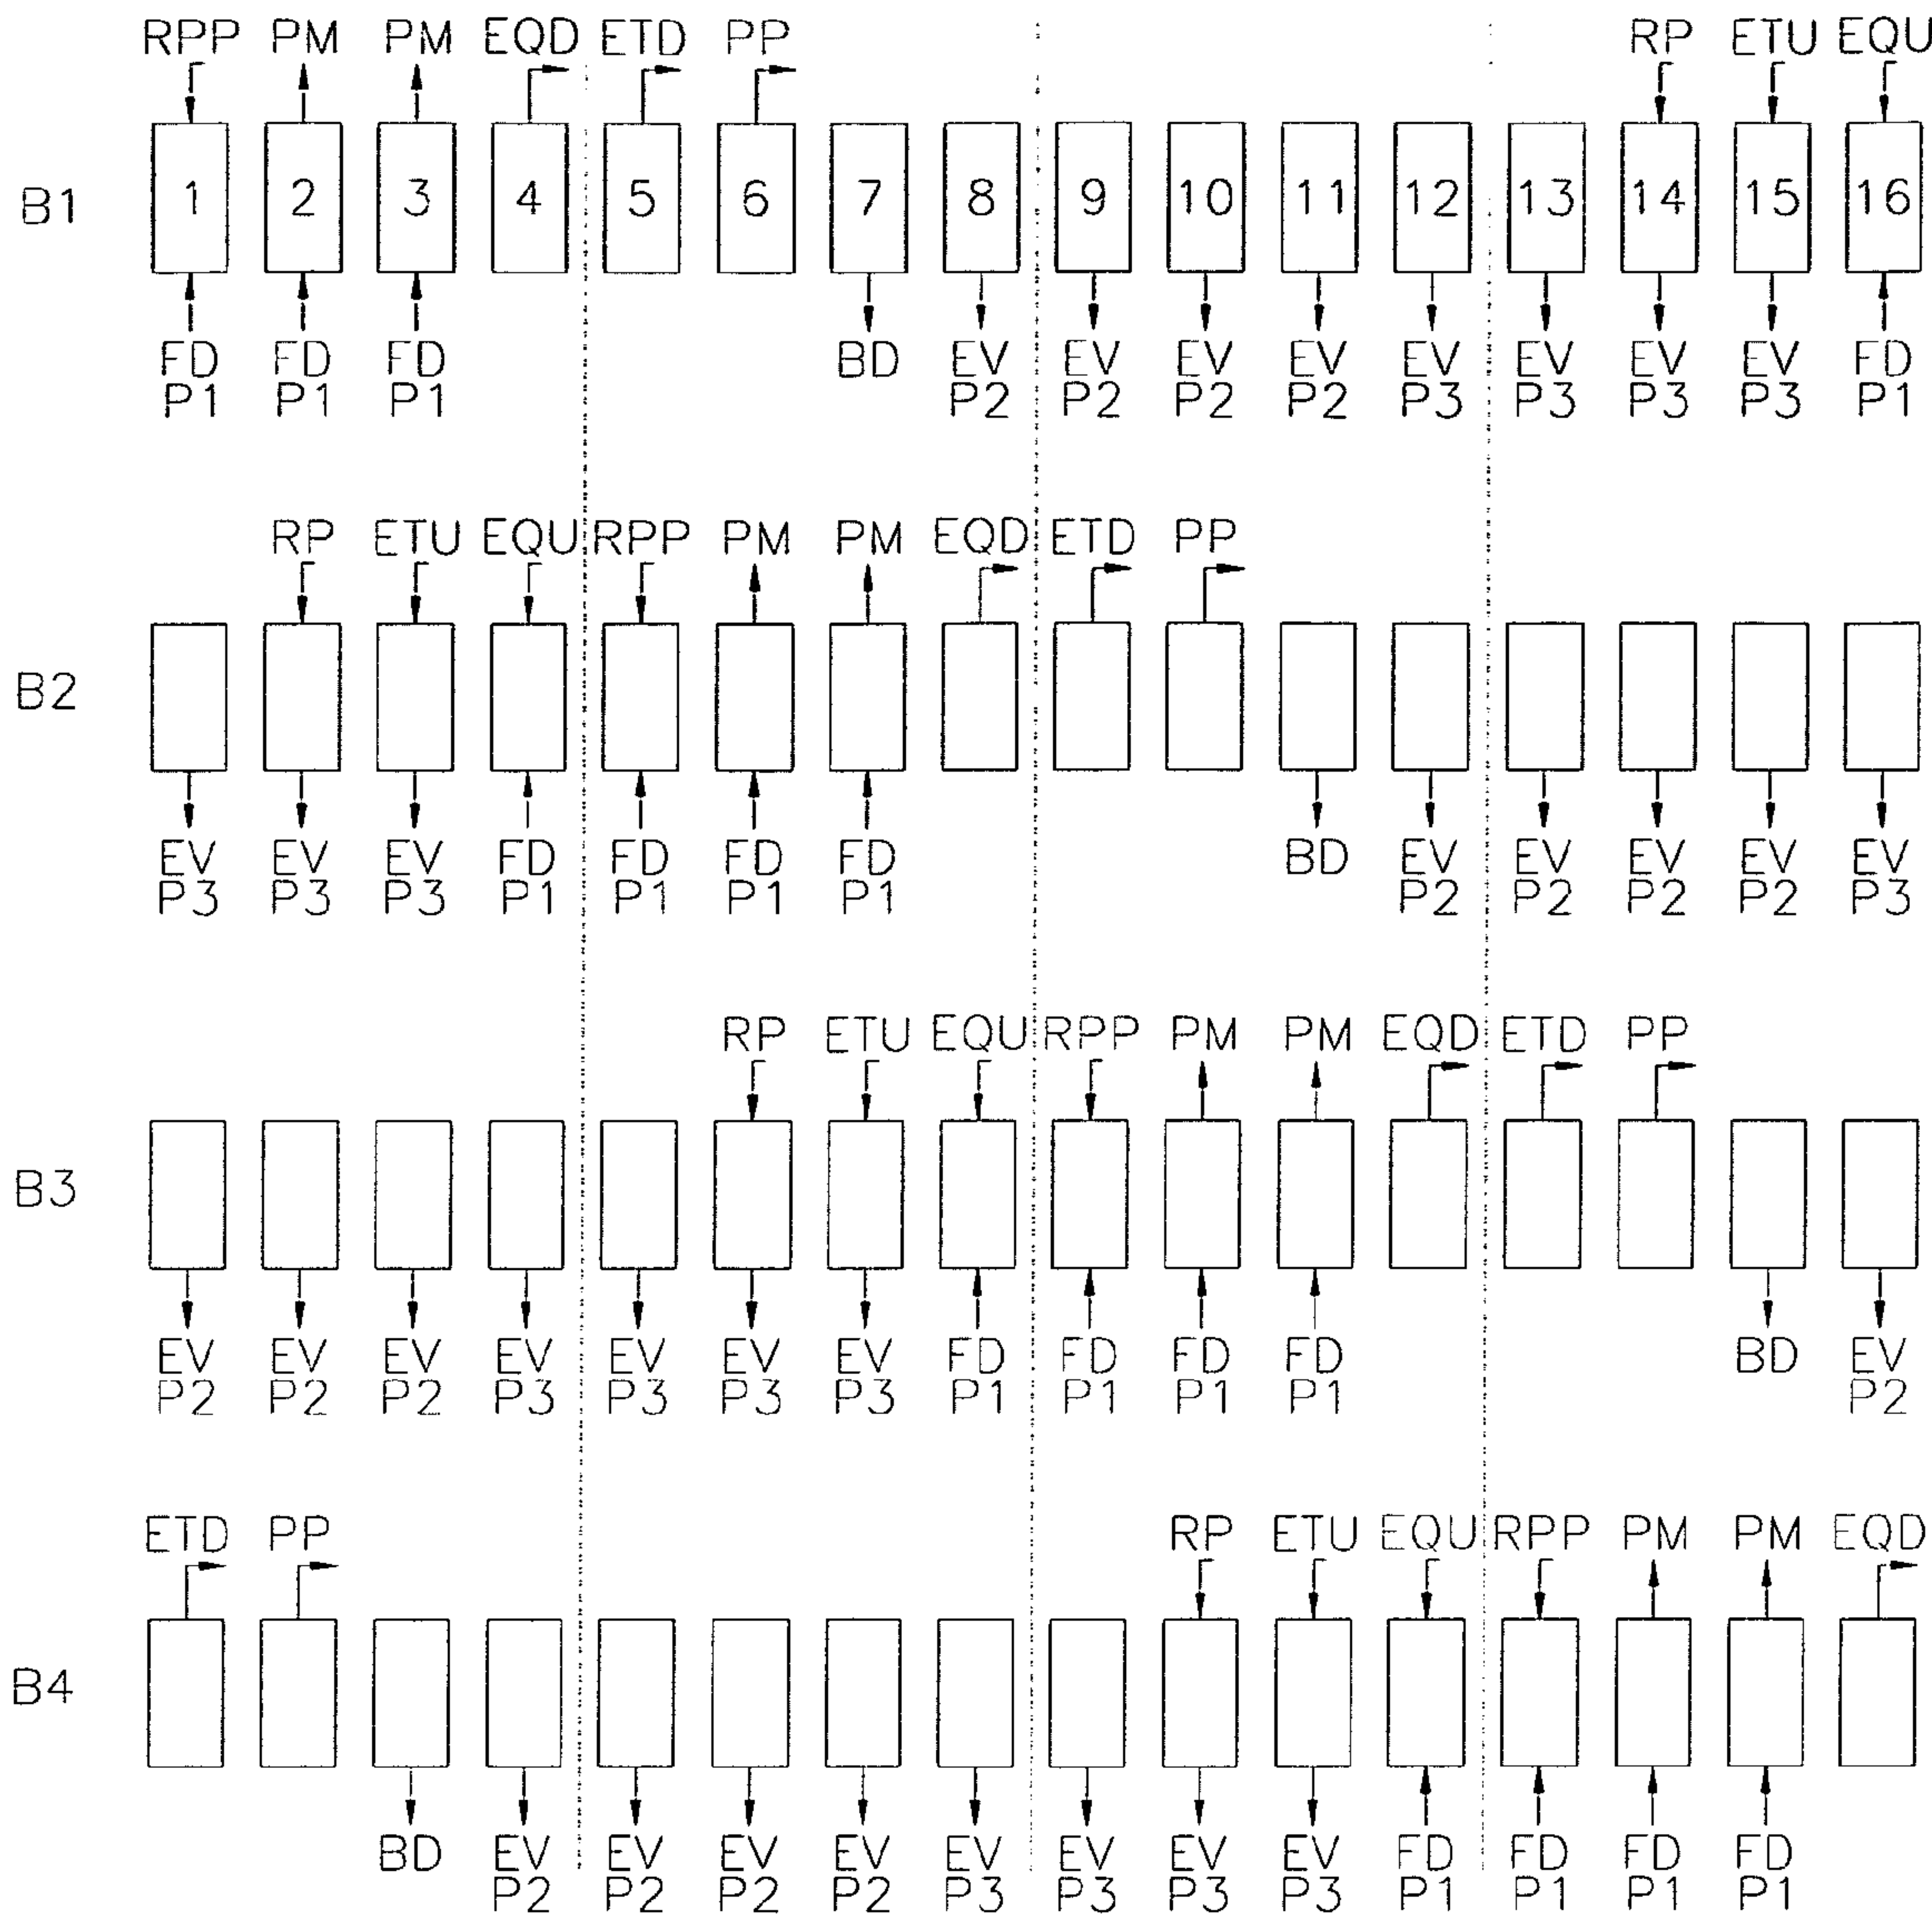 RPP PM PM EQD ETD PP RP ETU EQU
B1 1 2 3 4 5 6 7 8 9 10 11 12 13 14 15 16
FD FD FD BD EV EV EV EV EV EV EV EV FD
P1 P1 P1 P2 P2 P2 P2 P3 P3 P3 P3 P1
RP ETU EQU RPP PM PM EQD ETD PP
B2
EV EV EV FD FD FD FD BD EV EV EV EV EV
P3 P3 P3 P1 P1 P1 P1 P2 P2 P2 P2 P3
RP ETU EQU RPP PM PM EQD ETD PP
B3
EV EV EV EV EV EV EV FD FD FD FD BD EV
P2 P2 P2 P3 P3 P3 P3 P1 P1 P1 P1 P2
ETD PP RP ETU EQU RPP PM PM EQD
B4
BD EV EV EV EV EV EV EV EV FD FD FD FD
P2 P2 P2 P2 P3 P3 P3 P3 P1 P1 P1 P1